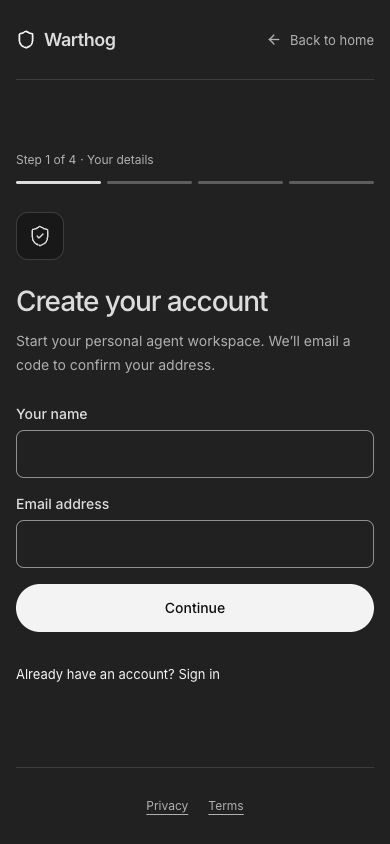 Warthog
Back to home
Step 1 of 4 · Your details
Create your account
Start your personal agent workspace. We’ll email a
code to confirm your address.
Your name
Email address
Continue
Already have an account? Sign in
Privacy Terms